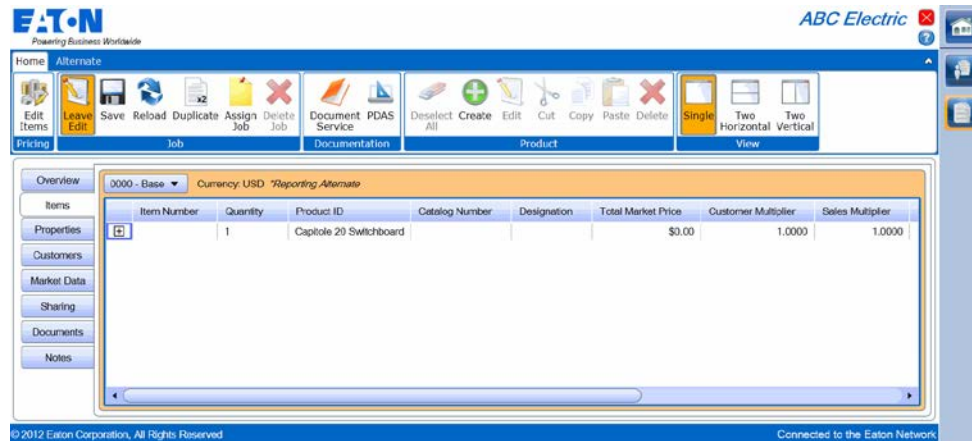 EATON
Powering Business Worldwide
ABC Electric
Home Alternate
Edit Items
Leave Edit
Save
Reload
x2
Duplicate
Assign Job
Delete Job
Document Service
PDAS
Deselect All
Create
Edit
Cut
Copy
Paste
Delete
Single
Two Horizontal
Two Vertical
Pricing Job Documentation Product View
Overview
Items
Properties
Customers
Market Data
Sharing
Documents
Notes
0000 - Base Currency: USD *Reporting Alternate
Item Number Quantity Product ID Catalog Number Designation Total Market Price Customer Multiplier Sales Multiplier
1 Capitole 20 Switchboard $0.00 1.0000 1.0000
© 2012 Eaton Corporation, All Rights Reserved Connected to the Eaton Network